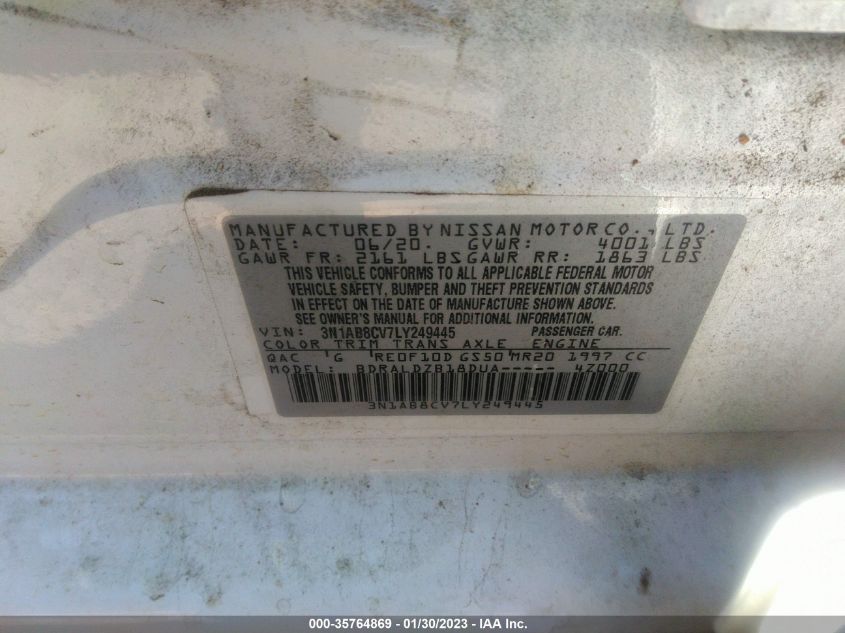 MANUFACTURED BY NISSAN MOTOR CO., LTD.
DATE: 06/20. GVWR: 4001 LBS
GAWR FR: 2161 LBS GAWR RR: 1863 LBS
THIS VEHICLE CONFORMS TO ALL APPLICABLE FEDERAL MOTOR
VEHICLE SAFETY, BUMPER AND THEFT PREVENTION STANDARDS
IN EFFECT ON THE DATE OF MANUFACTURE SHOWN ABOVE.
SEE OWNER'S MANUAL FOR ADDITIONAL INFORMATION.
VIN: 3N1AB8CV7LY249445 PASSENGER CAR.
COLOR TRIM TRANS AXLE ENGINE
QAC 'G RE0F10D GS50'MR20 1997 CC
MODEL: BDRALDZB18DUA----- 4Z000
3N1AB8CV7LY249445
000-35764869 - 01/30/2023 - IAA Inc.